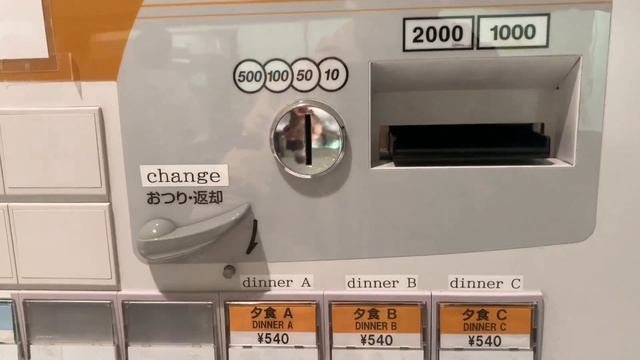 2000 1000
500 100 50 10
change
おつり・返却
dinner A dinner B dinner C
夕食 A 夕食 B 夕食 C
DINNER A DINNER B DINNER C
¥540 ¥540 ¥540